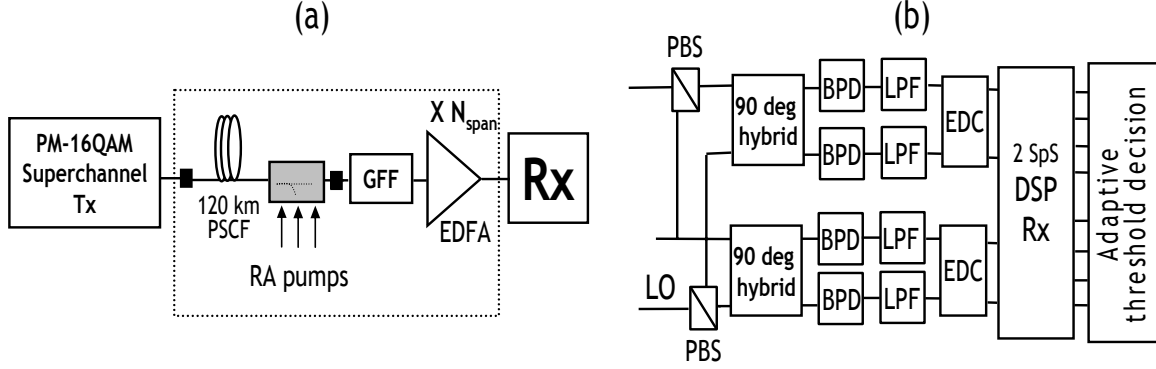 (a)
PM-16QAM
Superchannel
Tx
120 km
PSCF
RA pumps
GFF
X Nspan
EDFA
Rx
(b)
PBS
90 deg
hybrid
BPD
LPF
BPD
LPF
EDC
LO
PBS
90 deg
hybrid
BPD
LPF
BPD
LPF
EDC
2 SpS
DSP
Rx
Adaptive
threshold decision